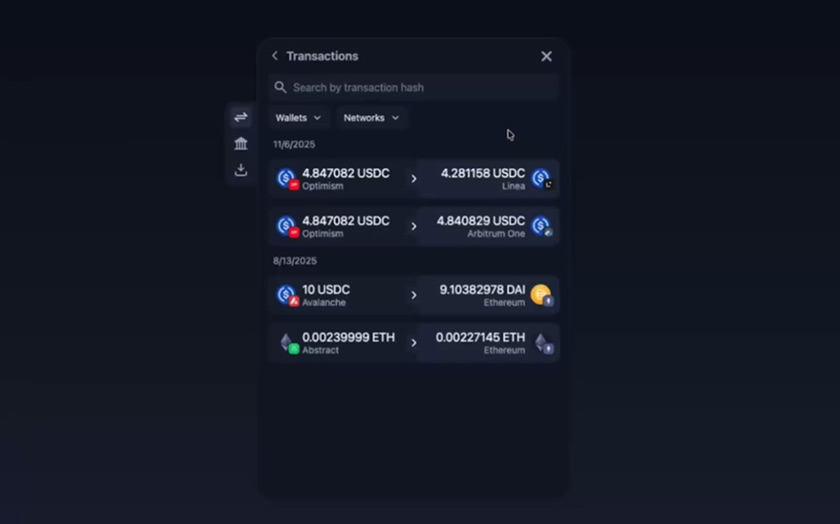 Transactions
Search by transaction hash
Wallets
Networks
11/6/2025
4.847082 USDC
Optimism
4.281158 USDC
Linea
4.847082 USDC
Optimism
4.840829 USDC
Arbitrum One
8/13/2025
10 USDC
Avalanche
9.10382978 DAI
Ethereum
0.00239999 ETH
Abstract
0.00227145 ETH
Ethereum